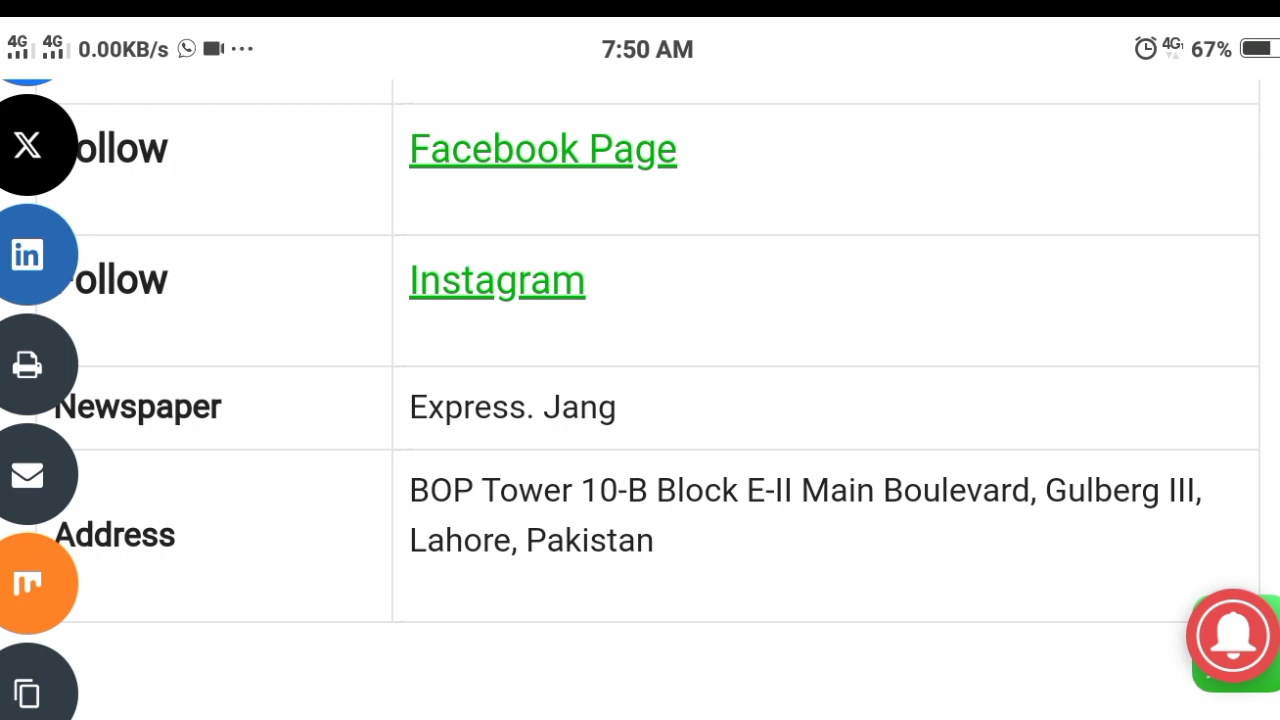 4G 4G 0.00KB/s 7:50 AM 4G 67%
ollow Facebook Page
ollow Instagram
Newspaper Express. Jang
Address BOP Tower 10-B Block E-II Main Boulevard, Gulberg III,
Lahore, Pakistan